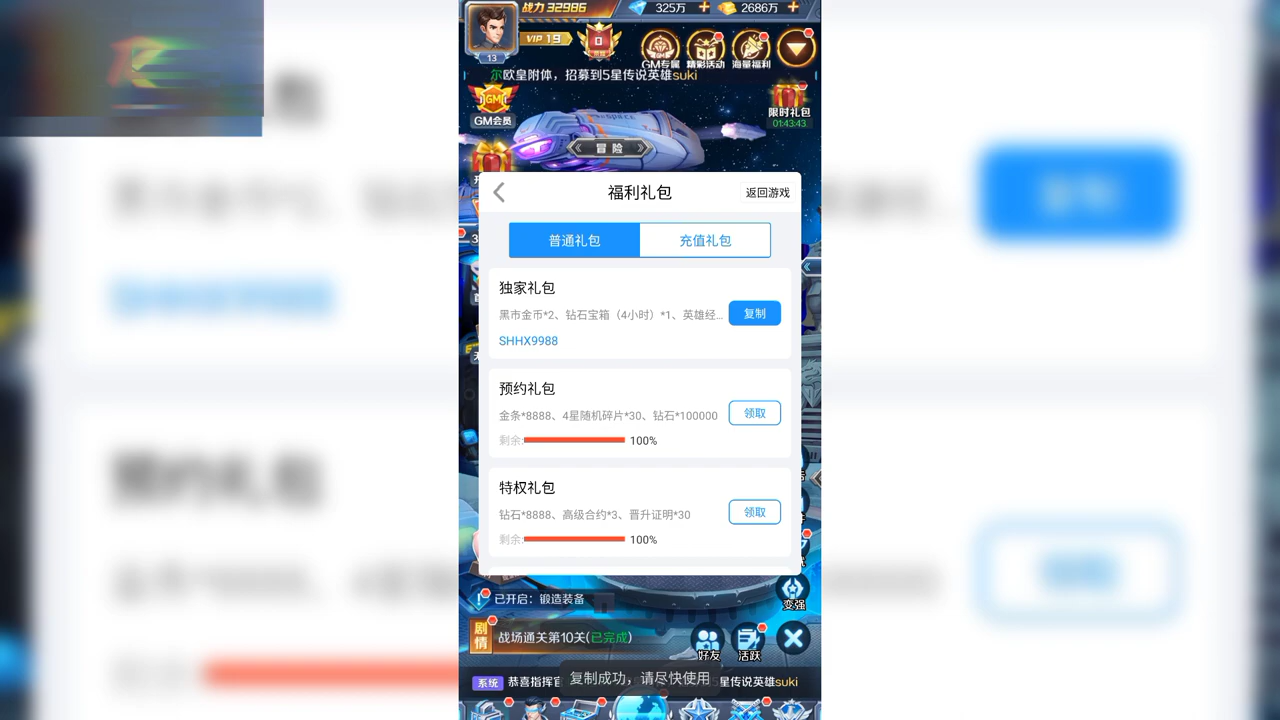 战力 32986
325万
2686万
VIP 19
13
GM专属
精彩活动
海量福利
尔欧皇附体，招募到5星传说英雄suki
GM
GM会员
限时礼包
01:43:43
冒险
福利礼包
返回游戏
普通礼包
充值礼包
独家礼包
黑市金币*2、钻石宝箱（4小时）*1、英雄经...
复制
SHHX9988
预约礼包
金条*8888、4星随机碎片*30、钻石*100000
领取
剩余:
100%
特权礼包
钻石*8888、高级合约*3、晋升证明*30
领取
剩余:
100%
已开启：锻造装备
变强
剧情
战场通关第10关(已完成)
好友
活跃
系统
恭喜指挥官
复制成功，请尽快使用
星传说英雄suki